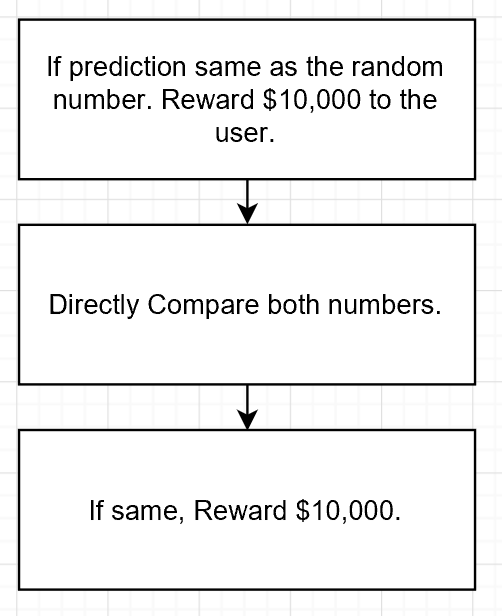 If prediction same as the random
number. Reward $10,000 to the
user.
Directly Compare both numbers.
If same, Reward $10,000.